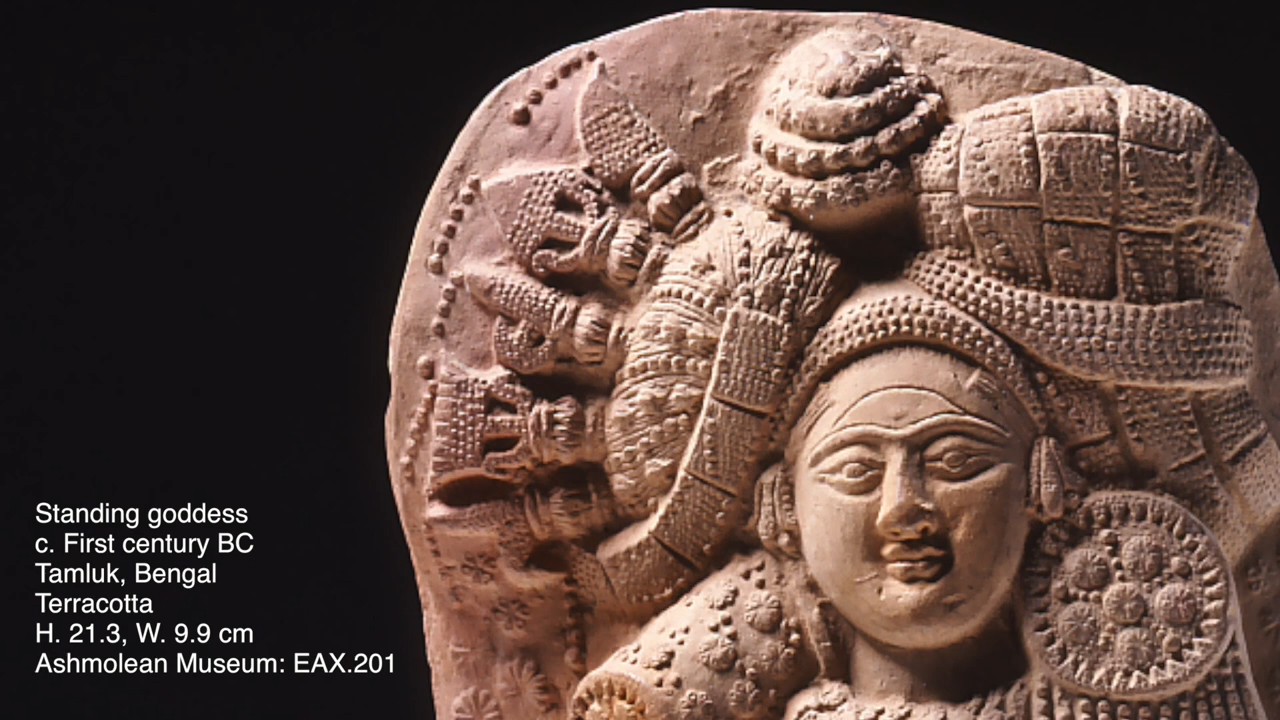 Standing goddess
c. First century BC
Tamluk, Bengal
Terracotta
H. 21.3, W. 9.9 cm
Ashmolean Museum: EAX.201